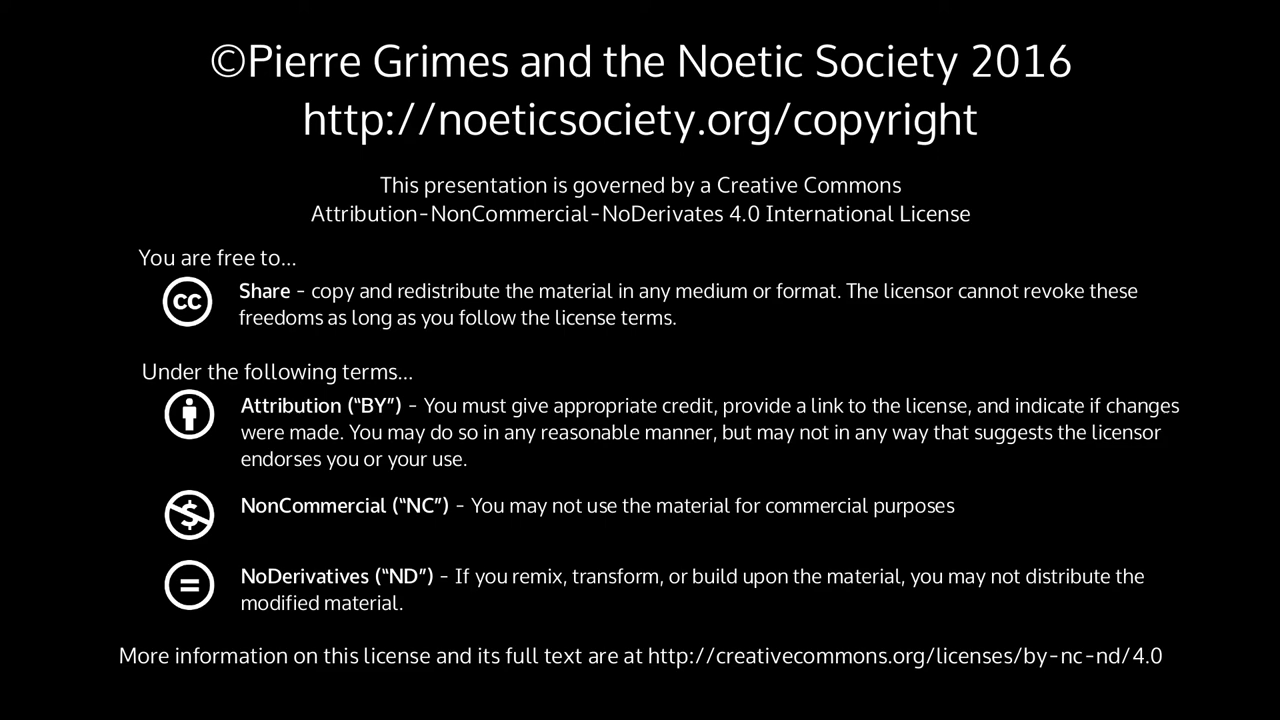 ©Pierre Grimes and the Noetic Society 2016
http://noeticsociety.org/copyright
This presentation is governed by a Creative Commons
Attribution-NonCommercial-NoDerivates 4.0 International License
You are free to...
cc
Share - copy and redistribute the material in any medium or format. The licensor cannot revoke these
freedoms as long as you follow the license terms.
Under the following terms...
Attribution (“BY”) - You must give appropriate credit, provide a link to the license, and indicate if changes
were made. You may do so in any reasonable manner, but may not in any way that suggests the licensor
endorses you or your use.
$
NonCommercial (“NC”) - You may not use the material for commercial purposes
=
NoDerivatives (“ND”) - If you remix, transform, or build upon the material, you may not distribute the
modified material.
More information on this license and its full text are at http://creativecommons.org/licenses/by-nc-nd/4.0